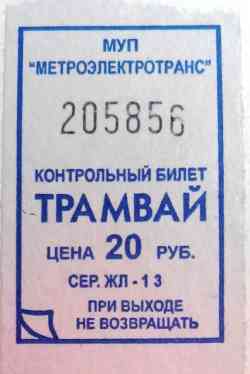 МУП
"МЕТРОЭЛЕКТРОТРАНС"
205856
КОНТРОЛЬНЫЙ БИЛЕТ
ТРАМВАЙ
ЦЕНА 20 РУБ.
СЕР. ЖЛ - 13
ПРИ ВЫХОДЕ
НЕ ВОЗВРАЩАТЬ